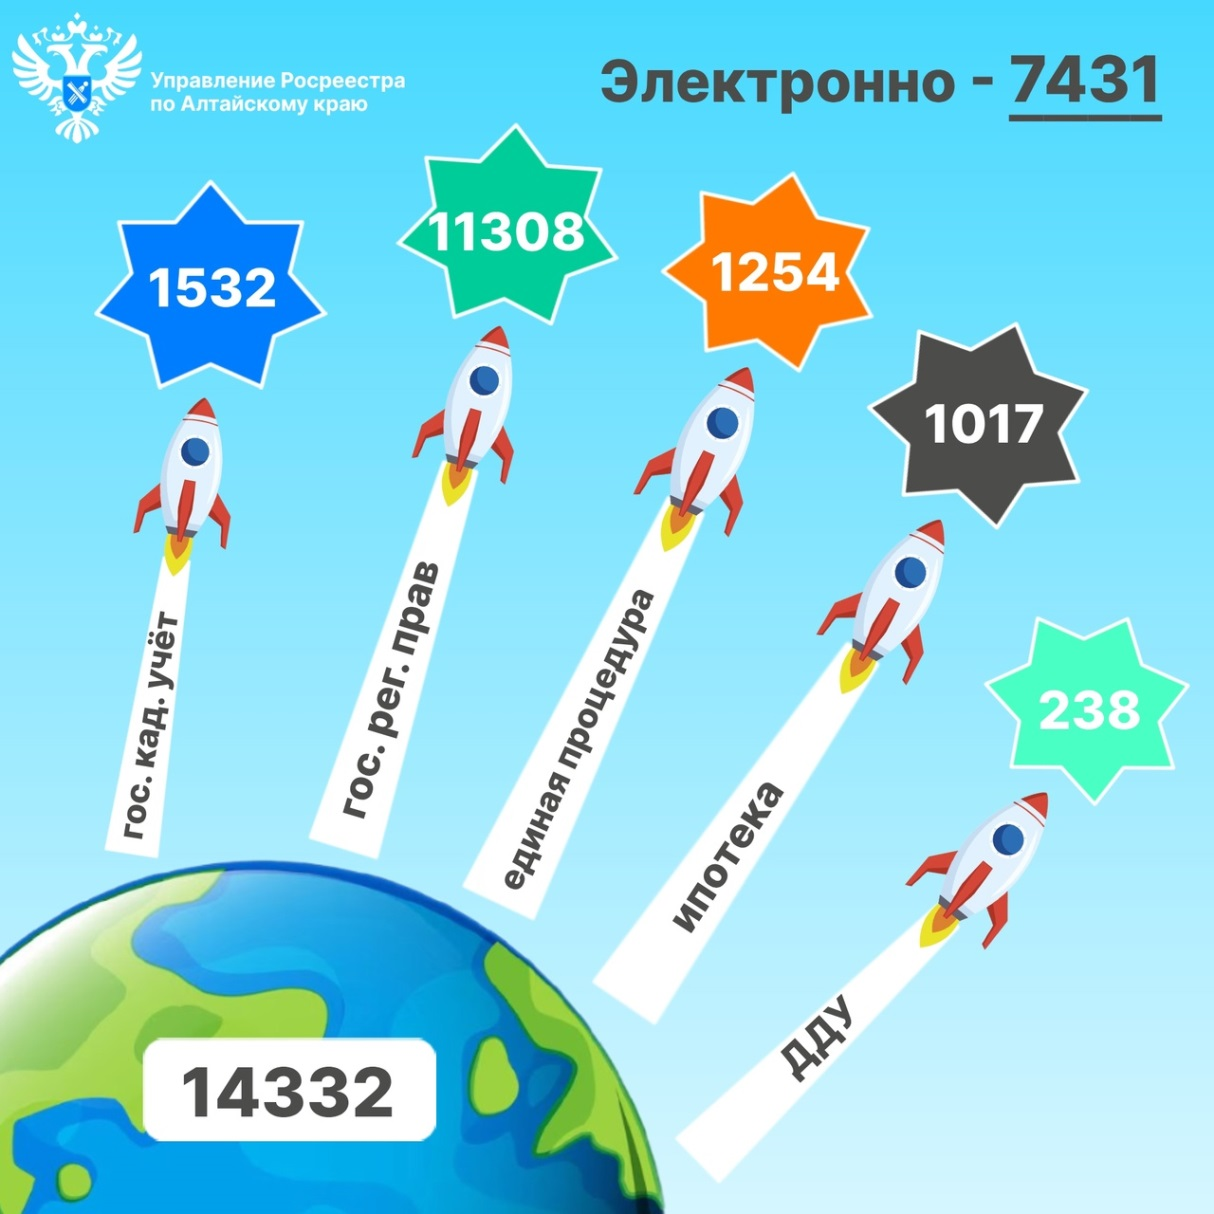 Управление Росреестра
по Алтайскому краю
Электронно - 7431
1532
11308
1254
1017
238
гос. кад. учёт
гос. рег. прав
единая процедура
ипотека
ДДУ
14332